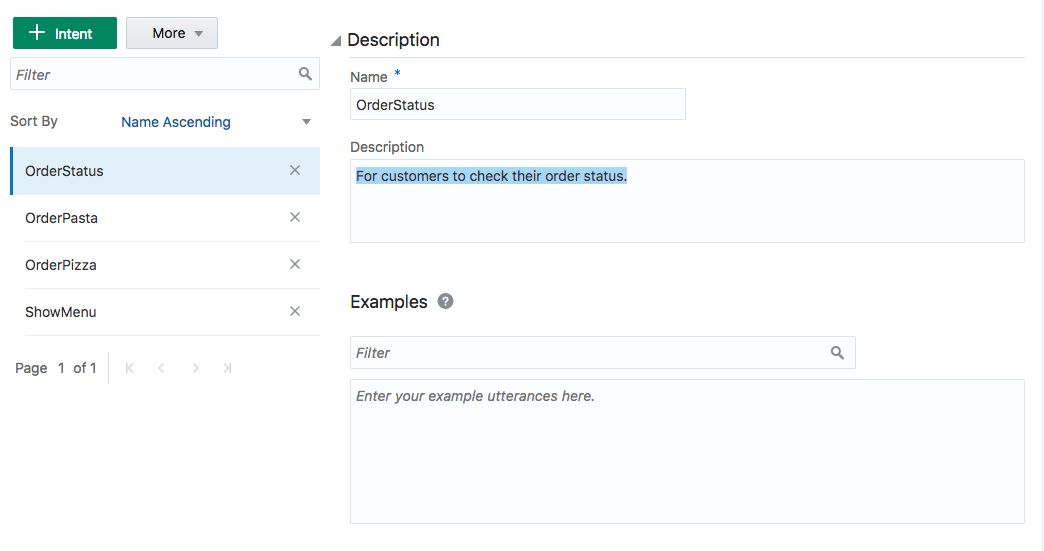 Intent
More
Filter
Sort By Name Ascending
OrderStatus
OrderPasta
OrderPizza
ShowMenu
Page 1 of 1
Description
Name *
OrderStatus
Description
For customers to check their order status.
Examples ?
Filter
Enter your example utterances here.